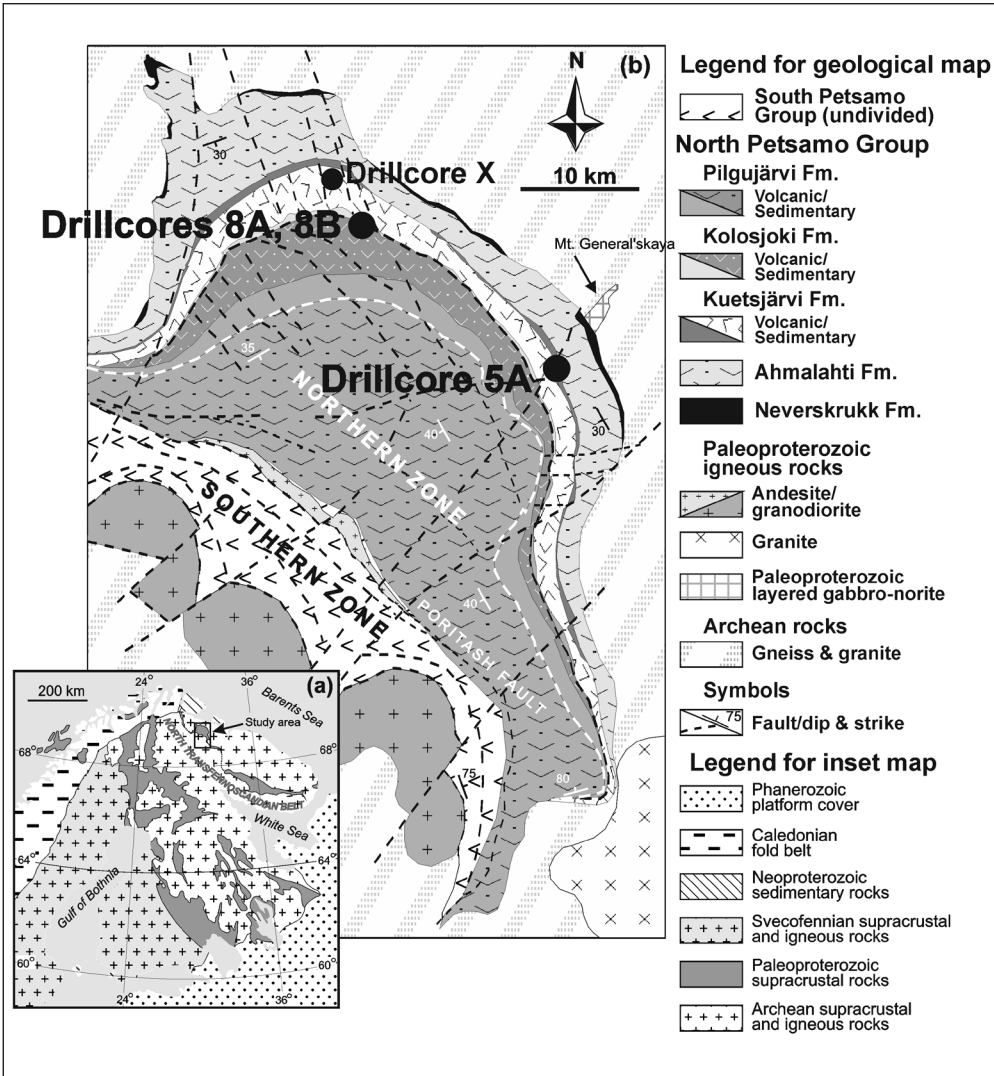 (b)
N
10 km
30
Drillcore X
Drillcores 8A, 8B
Mt. General'skaya
35
Drillcore 5A
NORTHERN ZONE
40
30
SOUTHERN ZONE
40
PORITASH FAULT
75
80
(a)
200 km
24°
36°
Barents Sea
Study area
68°
68°
NORTH TRANSFENNOSCANDIAN BELT
White Sea
64°
64°
Gulf of Bothnia
60°
60°
24°
36°
Legend for geological map
South Petsamo
Group (undivided)
North Petsamo Group
Pilgujärvi Fm.
Volcanic/
Sedimentary
Kolosjoki Fm.
Volcanic/
Sedimentary
Kuetsjärvi Fm.
Volcanic/
Sedimentary
Ahmalahti Fm.
Neverskrukk Fm.
Paleoproterozoic
igneous rocks
Andesite/
granodiorite
Granite
Paleoproterozoic
layered gabbro-norite
Archean rocks
Gneiss & granite
Symbols
75
Fault/dip & strike
Legend for inset map
Phanerozoic
platform cover
Caledonian
fold belt
Neoproterozoic
sedimentary rocks
Svecofennian supracrustal
and igneous rocks
Paleoproterozoic
supracrustal rocks
Archean supracrustal
and igneous rocks